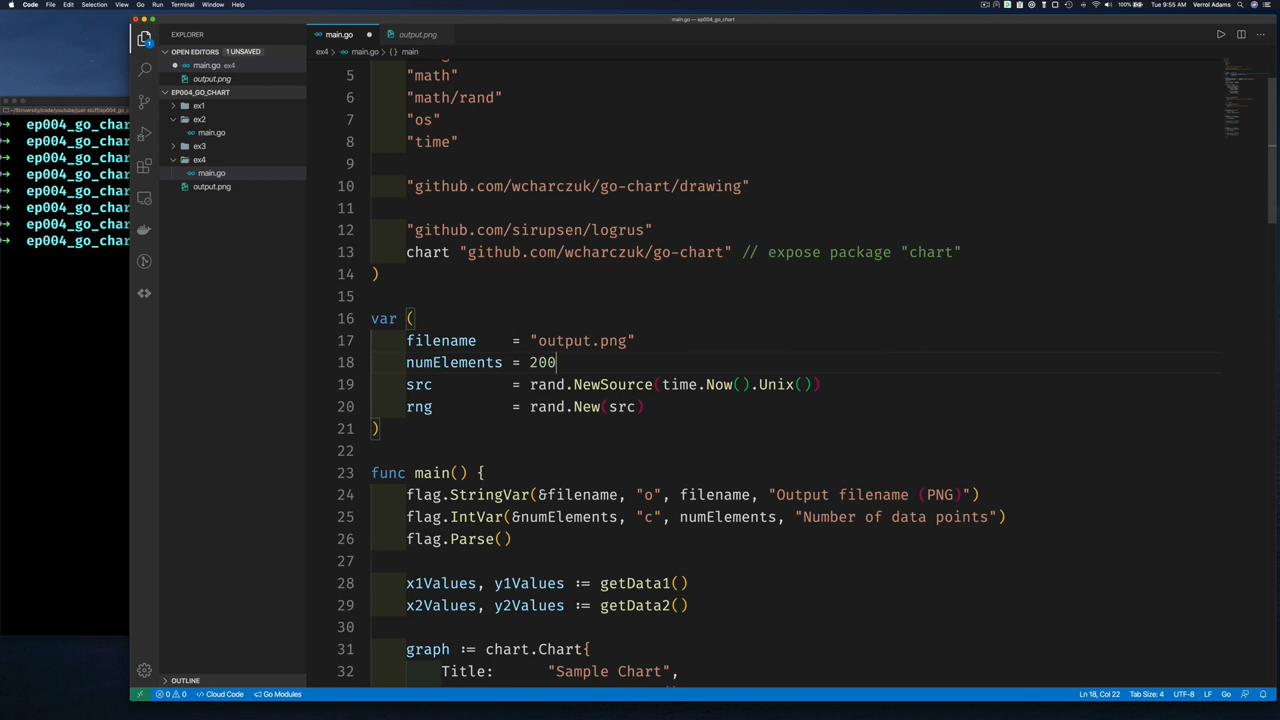 Code File Edit Selection View Go Run Terminal Window Help
100% Tue 9:55 AM Verrol Adams
main.go — ep004_go_chart
EXPLORER
main.go
output.png
OPEN EDITORS 1 UNSAVED
ex4 > main.go > {} main
main.go ex4
output.png
EP004_GO_CHART
ex1
ex2
main.go
ex3
ex4
main.go
output.png
ep004_go_char
ep004_go_char
ep004_go_char
ep004_go_char
ep004_go_char
ep004_go_char
ep004_go_char
ep004_go_char
5 "math"
6 "math/rand"
7 "os"
8 "time"
9
10 "github.com/wcharczuk/go-chart/drawing"
11
12 "github.com/sirupsen/logrus"
13 chart "github.com/wcharczuk/go-chart" // expose package "chart"
14 )
15
16 var (
17 filename = "output.png"
18 numElements = 200
19 src = rand.NewSource(time.Now().Unix())
20 rng = rand.New(src)
21 )
22
23 func main() {
24 flag.StringVar(&filename, "o", filename, "Output filename (PNG)")
25 flag.IntVar(&numElements, "c", numElements, "Number of data points")
26 flag.Parse()
27
28 x1Values, y1Values := getData1()
29 x2Values, y2Values := getData2()
30
31 graph := chart.Chart{
32 Title: "Sample Chart",
OUTLINE
0 0 Cloud Code Go Modules
Ln 18, Col 22 Tab Size: 4 UTF-8 LF Go